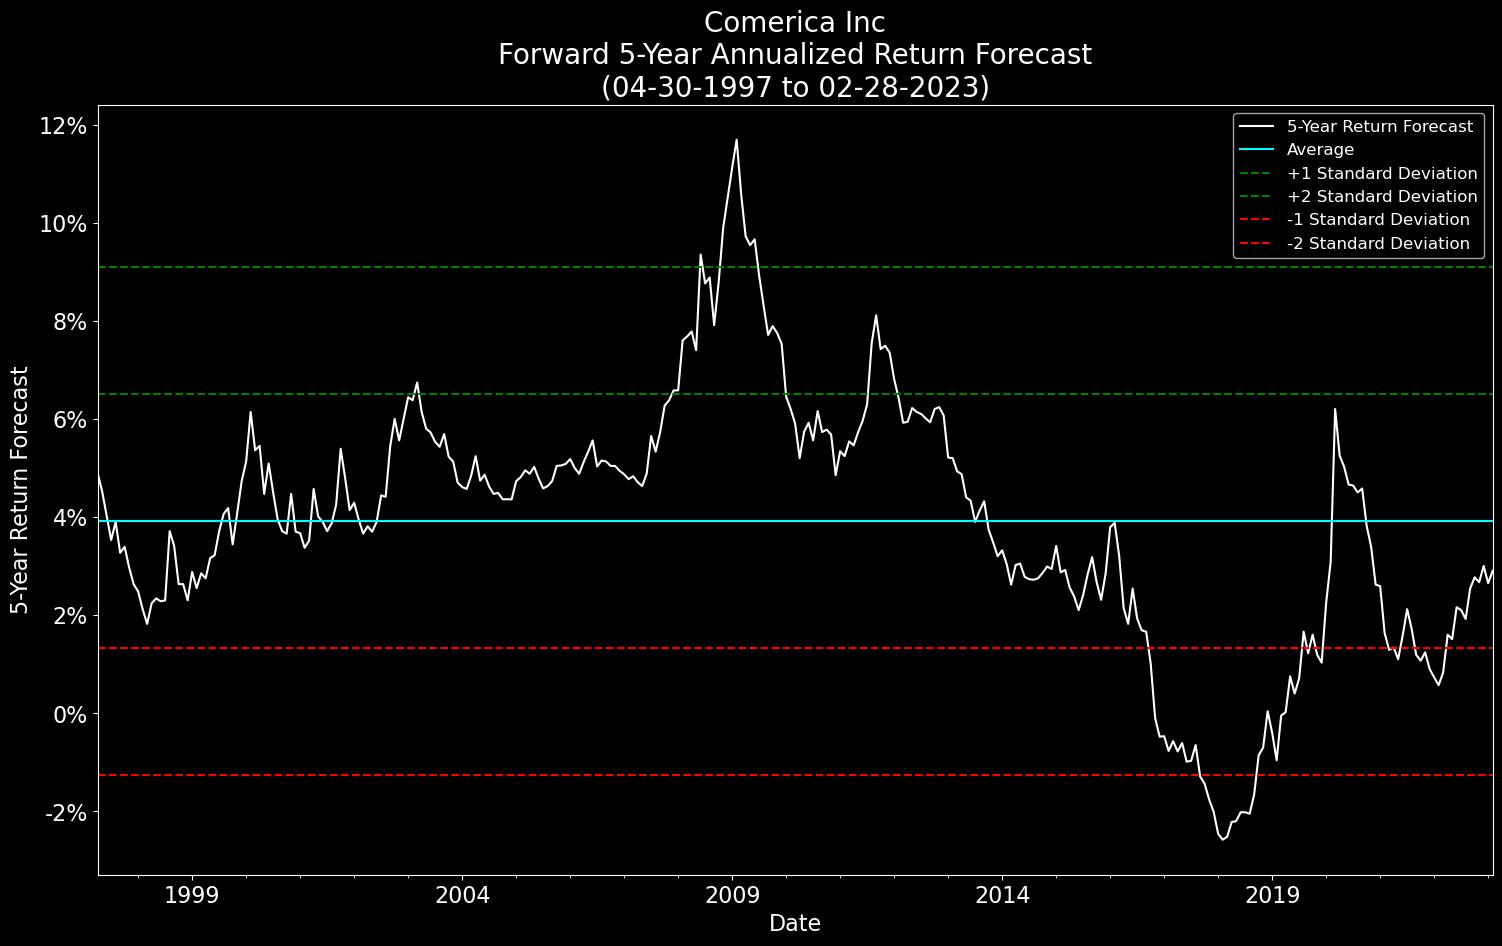 Comerica Inc
Forward 5-Year Annualized Return Forecast
(04-30-1997 to 02-28-2023)
5-Year Return Forecast
Average
+1 Standard Deviation
+2 Standard Deviation
-1 Standard Deviation
-2 Standard Deviation
12%
10%
8%
6%
4%
2%
0%
-2%
5-Year Return Forecast
1999
2004
2009
2014
2019
Date